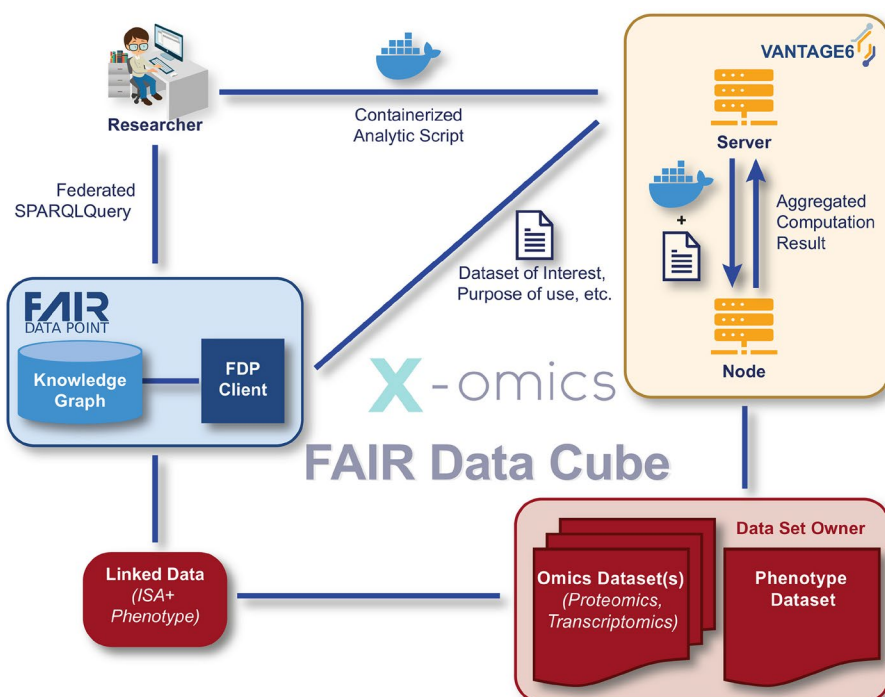 VANTAGE6
Researcher
Containerized
Analytic Script
Server
Federated
SPARQLQuery
+
Aggregated
Computation
Result
Dataset of Interest,
Purpose of use, etc.
FAIR
DATA POINT
Knowledge
Graph
FDP
Client
Node
X-omics
FAIR Data Cube
Data Set Owner
Linked Data
(ISA+
Phenotype)
Omics Dataset(s)
(Proteomics,
Transcriptomics)
Phenotype
Dataset